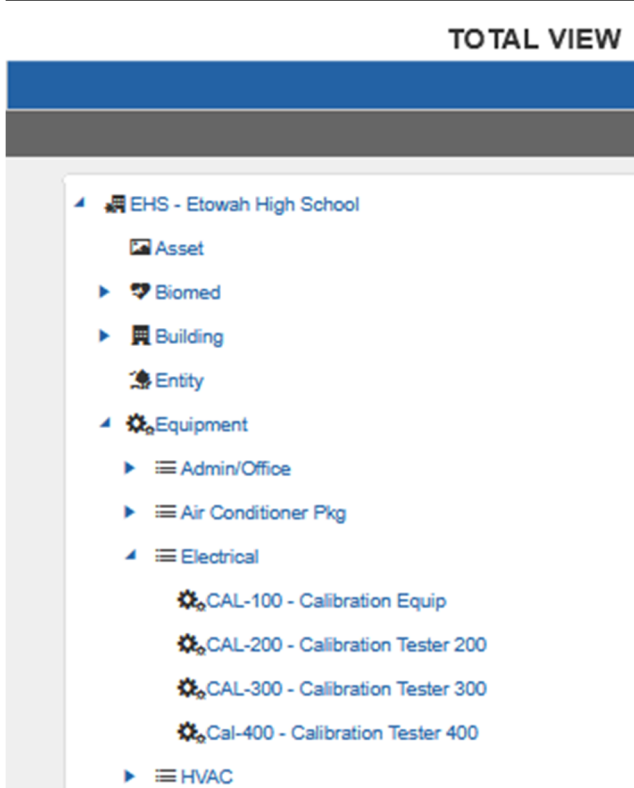 TOTAL VIEW
EHS - Etowah High School
Asset
Biomed
Building
Entity
Equipment
Admin/Office
Air Conditioner Pkg
Electrical
CAL-100 - Calibration Equip
CAL-200 - Calibration Tester 200
CAL-300 - Calibration Tester 300
Cal-400 - Calibration Tester 400
HVAC